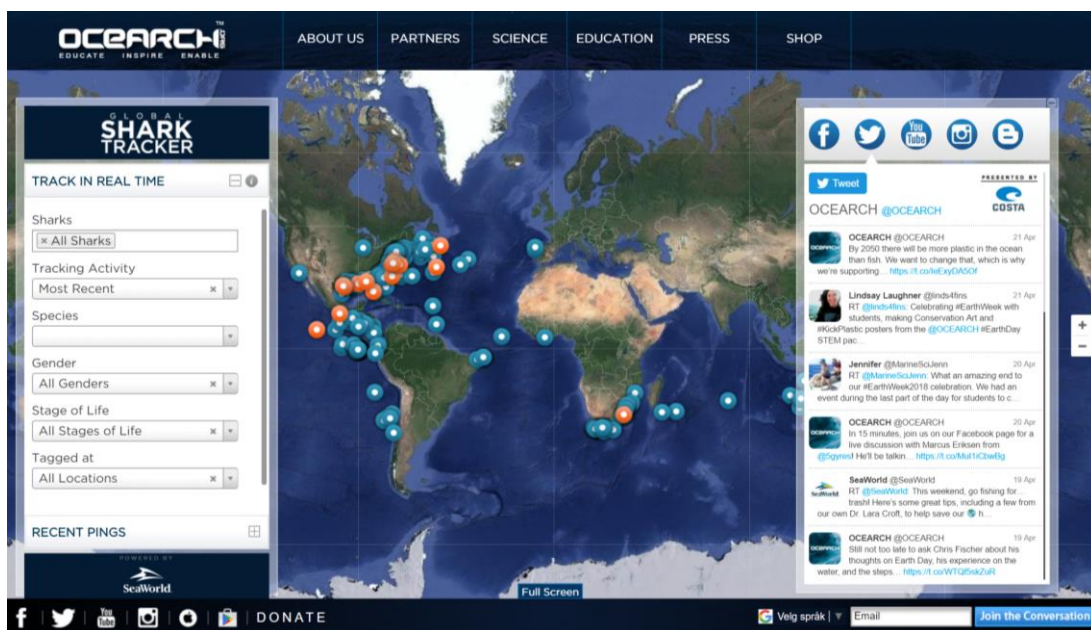 OCEARCH.ORG™
EDUCATE INSPIRE ENABLE
ABOUT US
PARTNERS
SCIENCE
EDUCATION
PRESS
SHOP
GLOBAL
SHARK
TRACKER
TRACK IN REAL TIME
Sharks
× All Sharks
Tracking Activity
Most Recent
Species
Gender
All Genders
Stage of Life
All Stages of Life
Tagged at
All Locations
RECENT PINGS
POWERED BY
SeaWorld
You Tube
Tweet
PRESENTED BY
COSTA
OCEARCH @OCEARCH
OCEARCH @OCEARCH 21 Apr
By 2050 there will be more plastic in the ocean
than fish. We want to change that, which is why
we're supporting… https://t.co/IeExyDA5Of
Lindsay Laughner @linds4fins 21 Apr
RT @linds4fins: Celebrating #EarthWeek with
students, making Conservation Art and
#KickPlastic posters from the @OCEARCH #EarthDay
STEM pac…
Jennifer @MarineSciJenn 20 Apr
RT @MarineSciJenn: What an amazing end to
our #EarthWeek2018 celebration. We had an
event during the last part of the day for students to c…
OCEARCH @OCEARCH 20 Apr
In 15 minutes, join us on our Facebook page for a
live discussion with Marcus Eriksen from
@5gyres! He'll be talkin… https://t.co/MuI1iCbwBg
SeaWorld @SeaWorld 19 Apr
RT @SeaWorld: This weekend, go fishing for…
trash! Here's some great tips, including a few from
our own Dr. Lara Croft, to help save our h…
OCEARCH @OCEARCH 19 Apr
Still not too late to ask Chris Fischer about his
thoughts on Earth Day, his experience on the
water, and the steps… https://t.co/WTQf5skZuR
Full Screen
You Tube
DONATE
Velg språk
Email
Join the Conversation